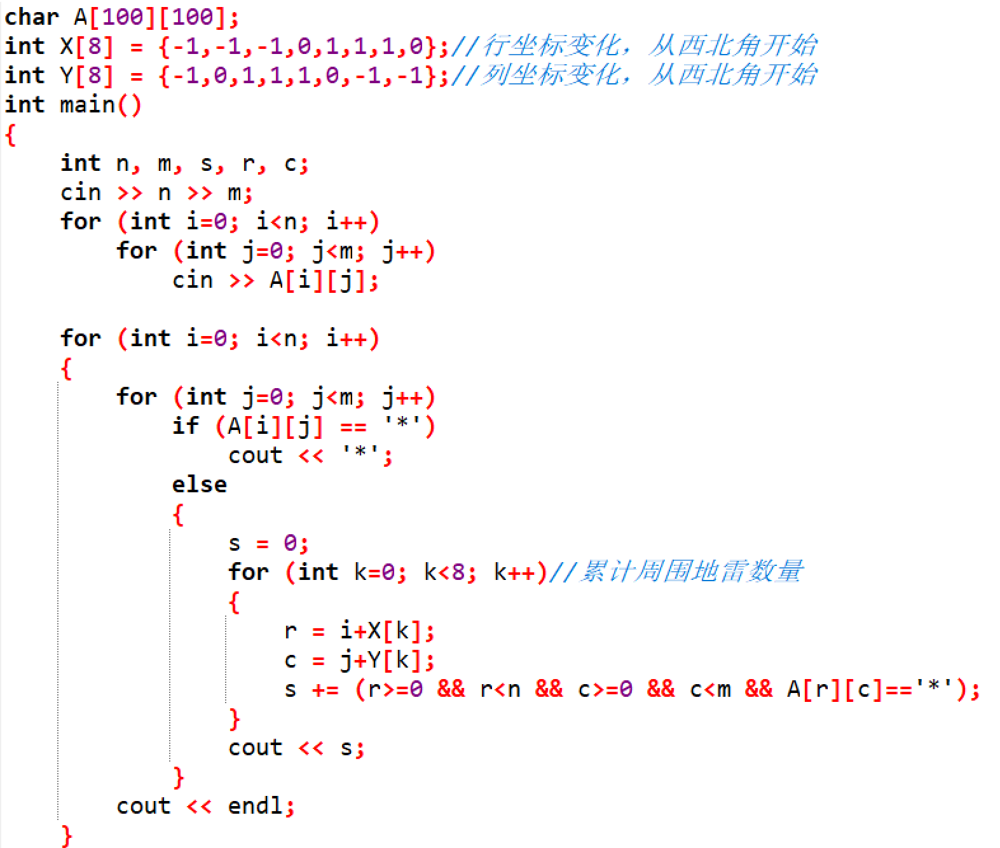 char A[100][100];
int X[8] = {-1,-1,-1,0,1,1,1,0};//行坐标变化，从西北角开始
int Y[8] = {-1,0,1,1,1,0,-1,-1};//列坐标变化，从西北角开始
int main()
{
    int n, m, s, r, c;
    cin >> n >> m;
    for (int i=0; i<n; i++)
        for (int j=0; j<m; j++)
            cin >> A[i][j];

    for (int i=0; i<n; i++)
    {
        for (int j=0; j<m; j++)
            if (A[i][j] == '*')
                cout << '*';
            else
            {
                s = 0;
                for (int k=0; k<8; k++)//累计周围地雷数量
                {
                    r = i+X[k];
                    c = j+Y[k];
                    s += (r>=0 && r<n && c>=0 && c<m && A[r][c]=='*');
                }
                cout << s;
            }
        cout << endl;
    }